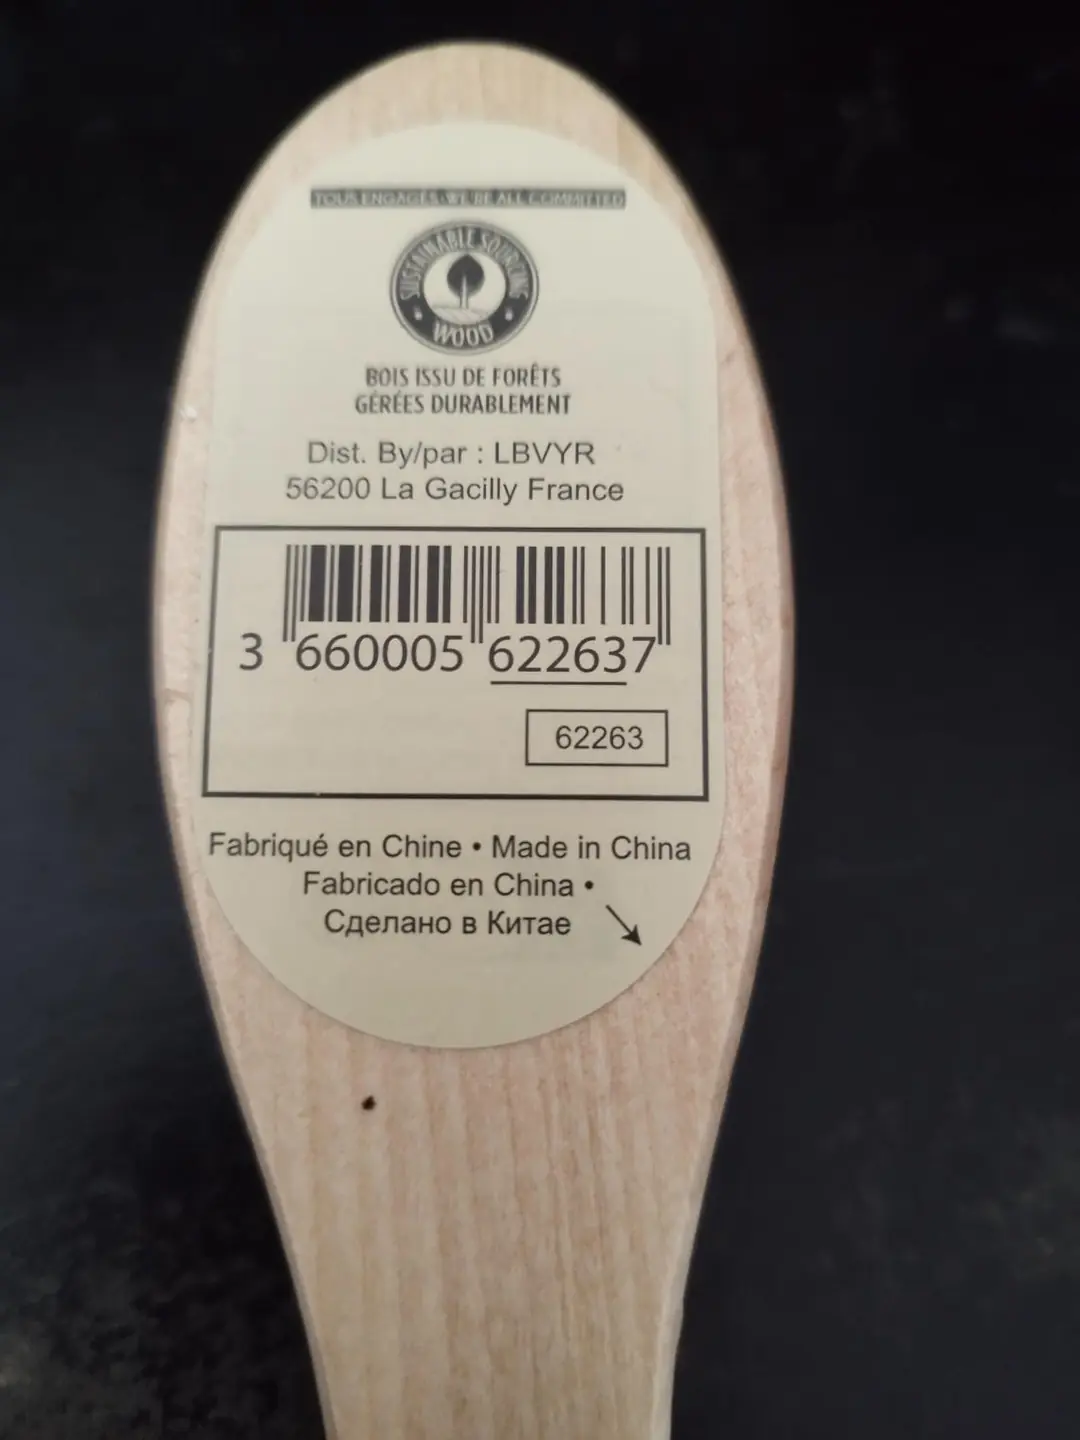 TOUS ENGAGÉS • WE'RE ALL COMMITTED
SUSTAINABLE SOURCING
• WOOD •
BOIS ISSU DE FORÊTS
GÉRÉES DURABLEMENT
Dist. By/par : LBVYR
56200 La Gacilly France
3 660005 622637
62263
Fabriqué en Chine • Made in China
Fabricado en China •
Сделано в Китае